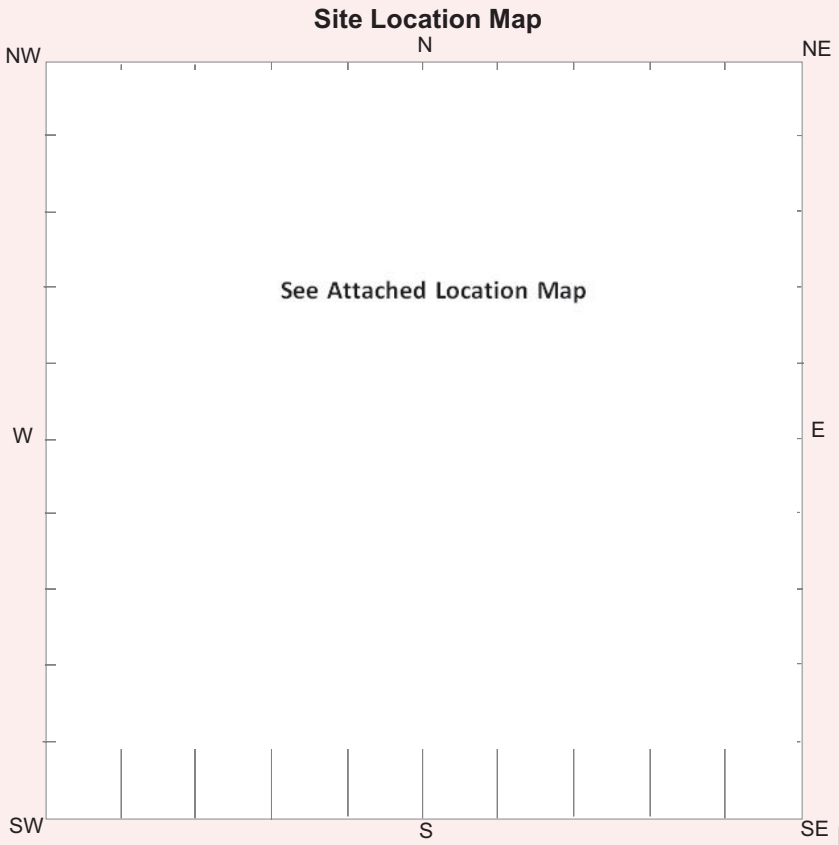 Site Location Map
NW N NE
See Attached Location Map
W E
SW S SE